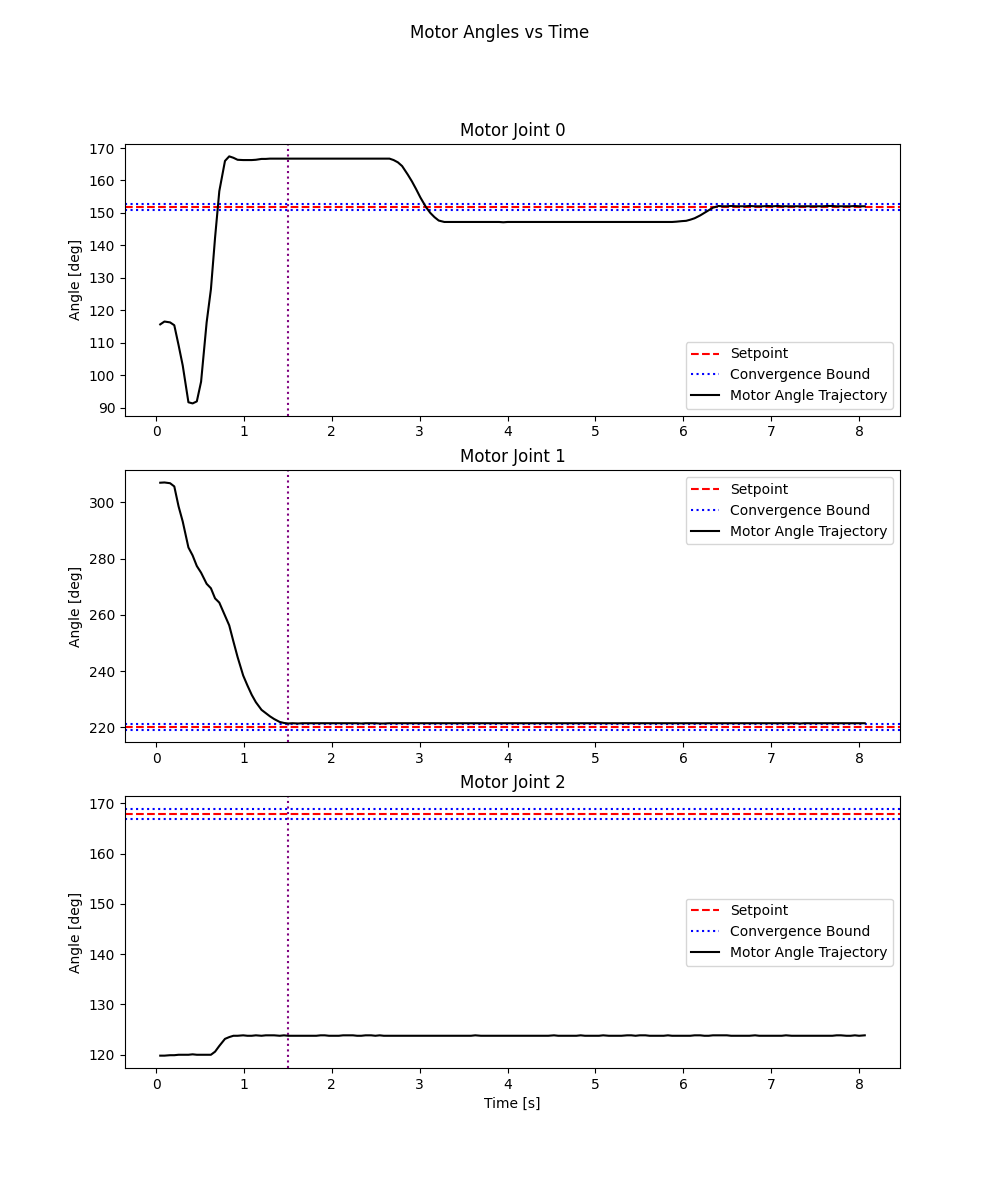 Motor Angles vs Time
Motor Joint 0
170
160
150
140
130
120
110
100
90
Angle [deg]
Setpoint
Convergence Bound
Motor Angle Trajectory
0 1 2 3 4 5 6 7 8
Motor Joint 1
300
280
260
240
220
Angle [deg]
Setpoint
Convergence Bound
Motor Angle Trajectory
0 1 2 3 4 5 6 7 8
Motor Joint 2
170
160
150
140
130
120
Angle [deg]
Setpoint
Convergence Bound
Motor Angle Trajectory
0 1 2 3 4 5 6 7 8
Time [s]